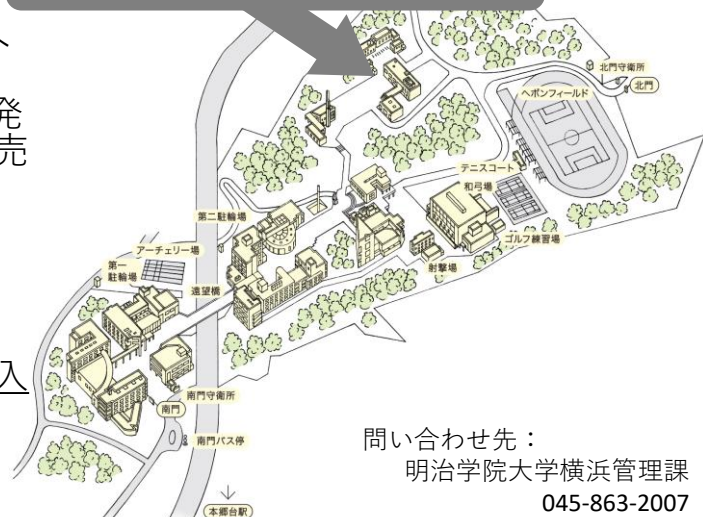 発
売
入
北門守衛所
北門
ヘボンフィールド
テニスコート
和弓場
第二駐輪場
ゴルフ練習場
アーチェリー場
射撃場
第一
駐輪場
遠望橋
南門守衛所
南門
南門バス停
本郷台駅
問い合わせ先：
明治学院大学横浜管理課
045-863-2007